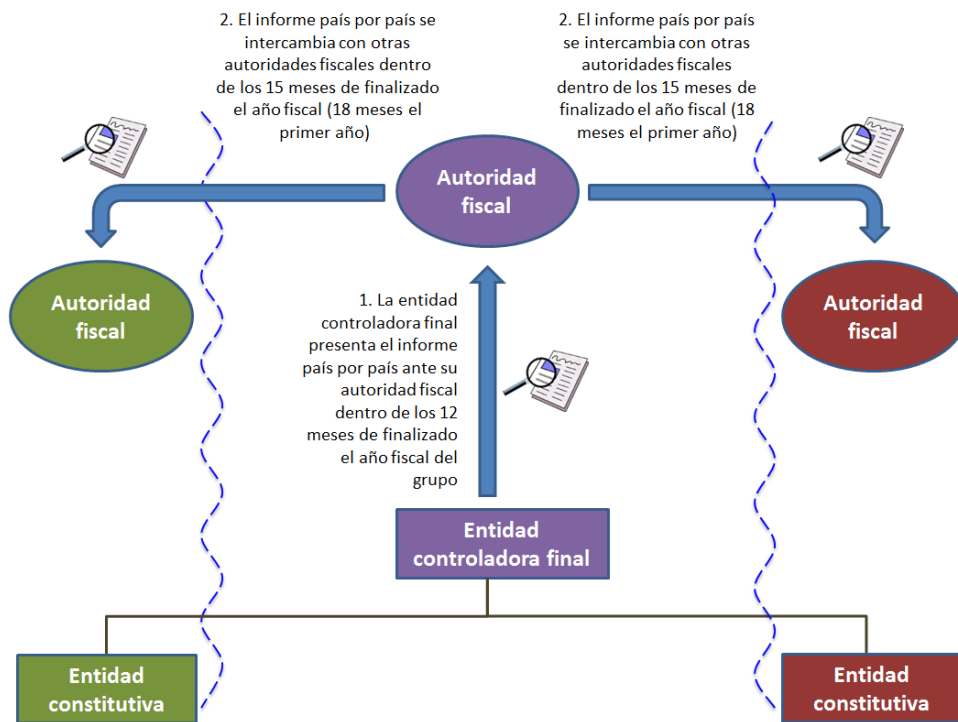 2. El informe país por país se
intercambia con otras
autoridades fiscales dentro
de los 15 meses de finalizado
el año fiscal (18 meses el
primer año)
2. El informe país por país
se intercambia con otras
autoridades fiscales
dentro de los 15 meses de
finalizado el año fiscal (18
meses el primer año)
Autoridad
fiscal
Autoridad
fiscal
1. La entidad
controladora final
presenta el informe
país por país ante su
autoridad fiscal
dentro de los 12
meses de finalizado
el año fiscal del
grupo
Autoridad
fiscal
Entidad
controladora final
Entidad
constitutiva
Entidad
constitutiva